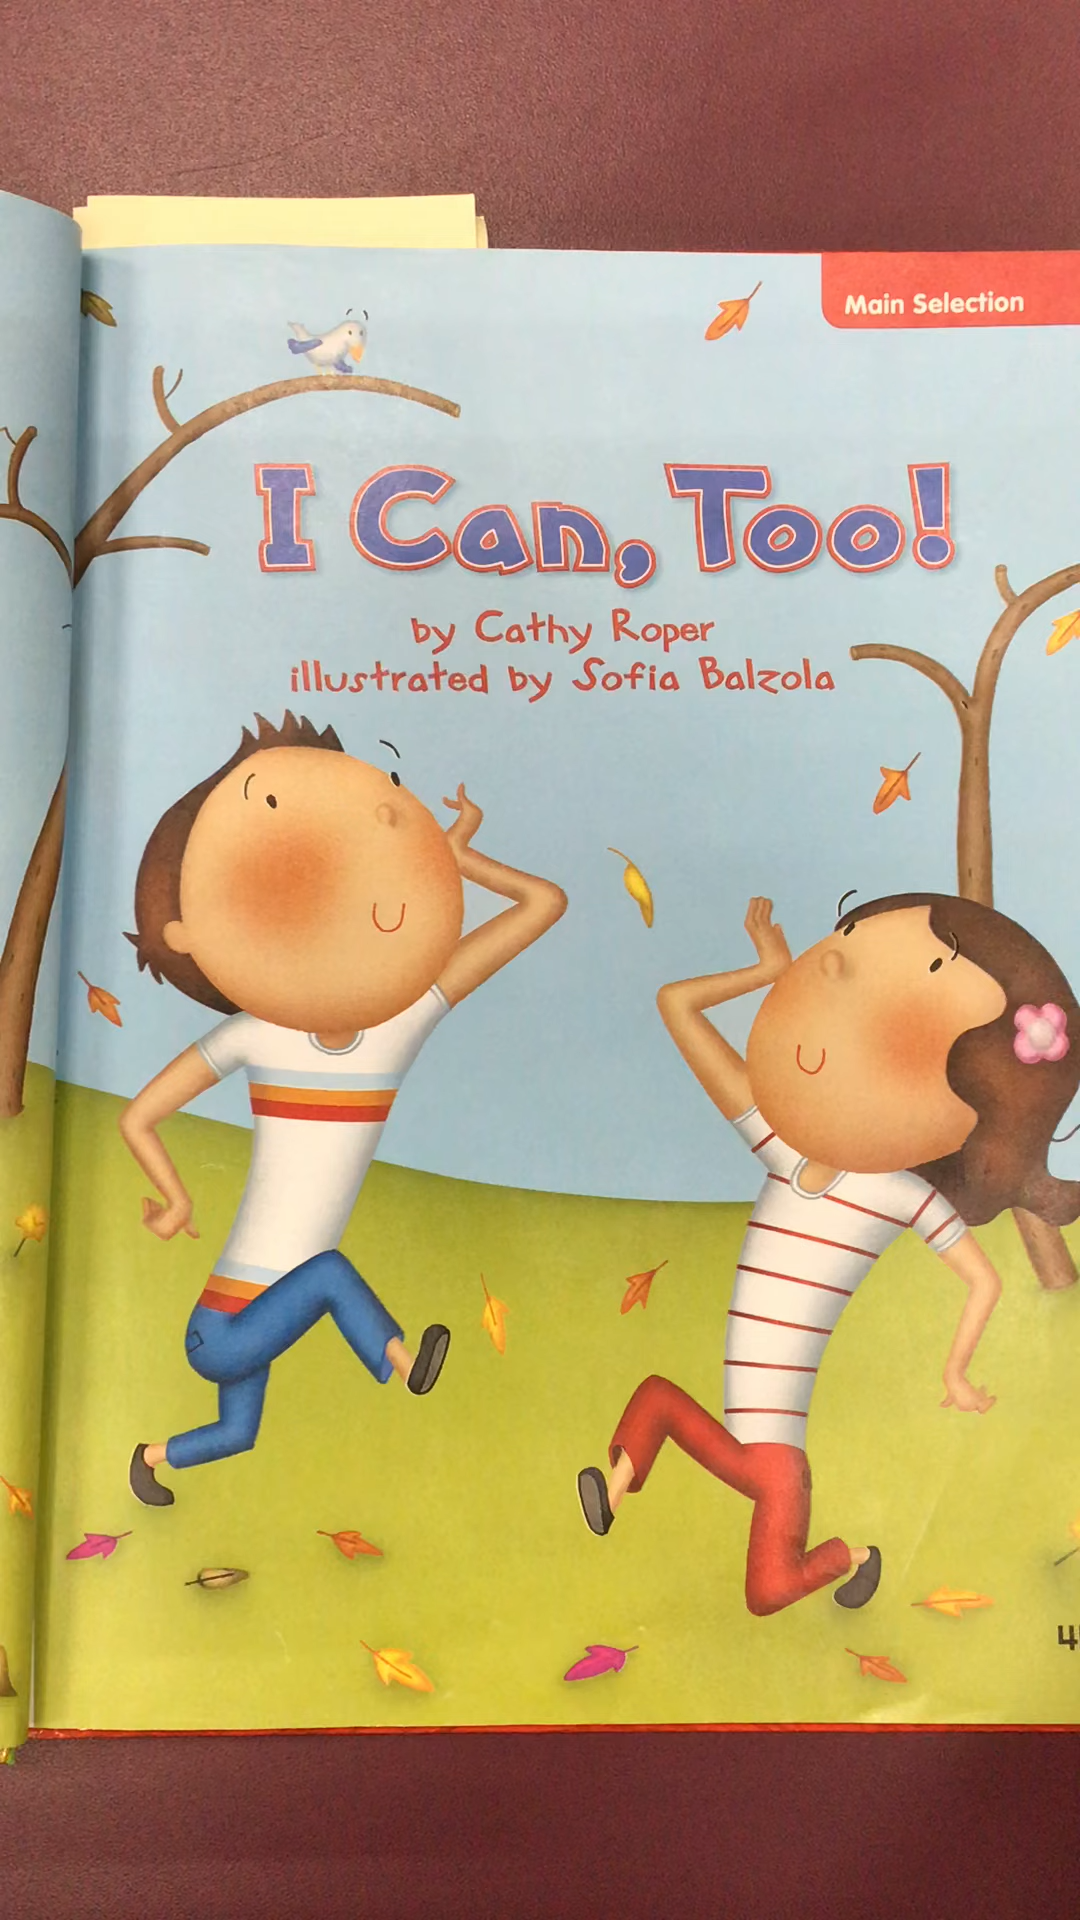 Main Selection
I Can, Too!
by Cathy Roper
illustrated by Sofia Balzola